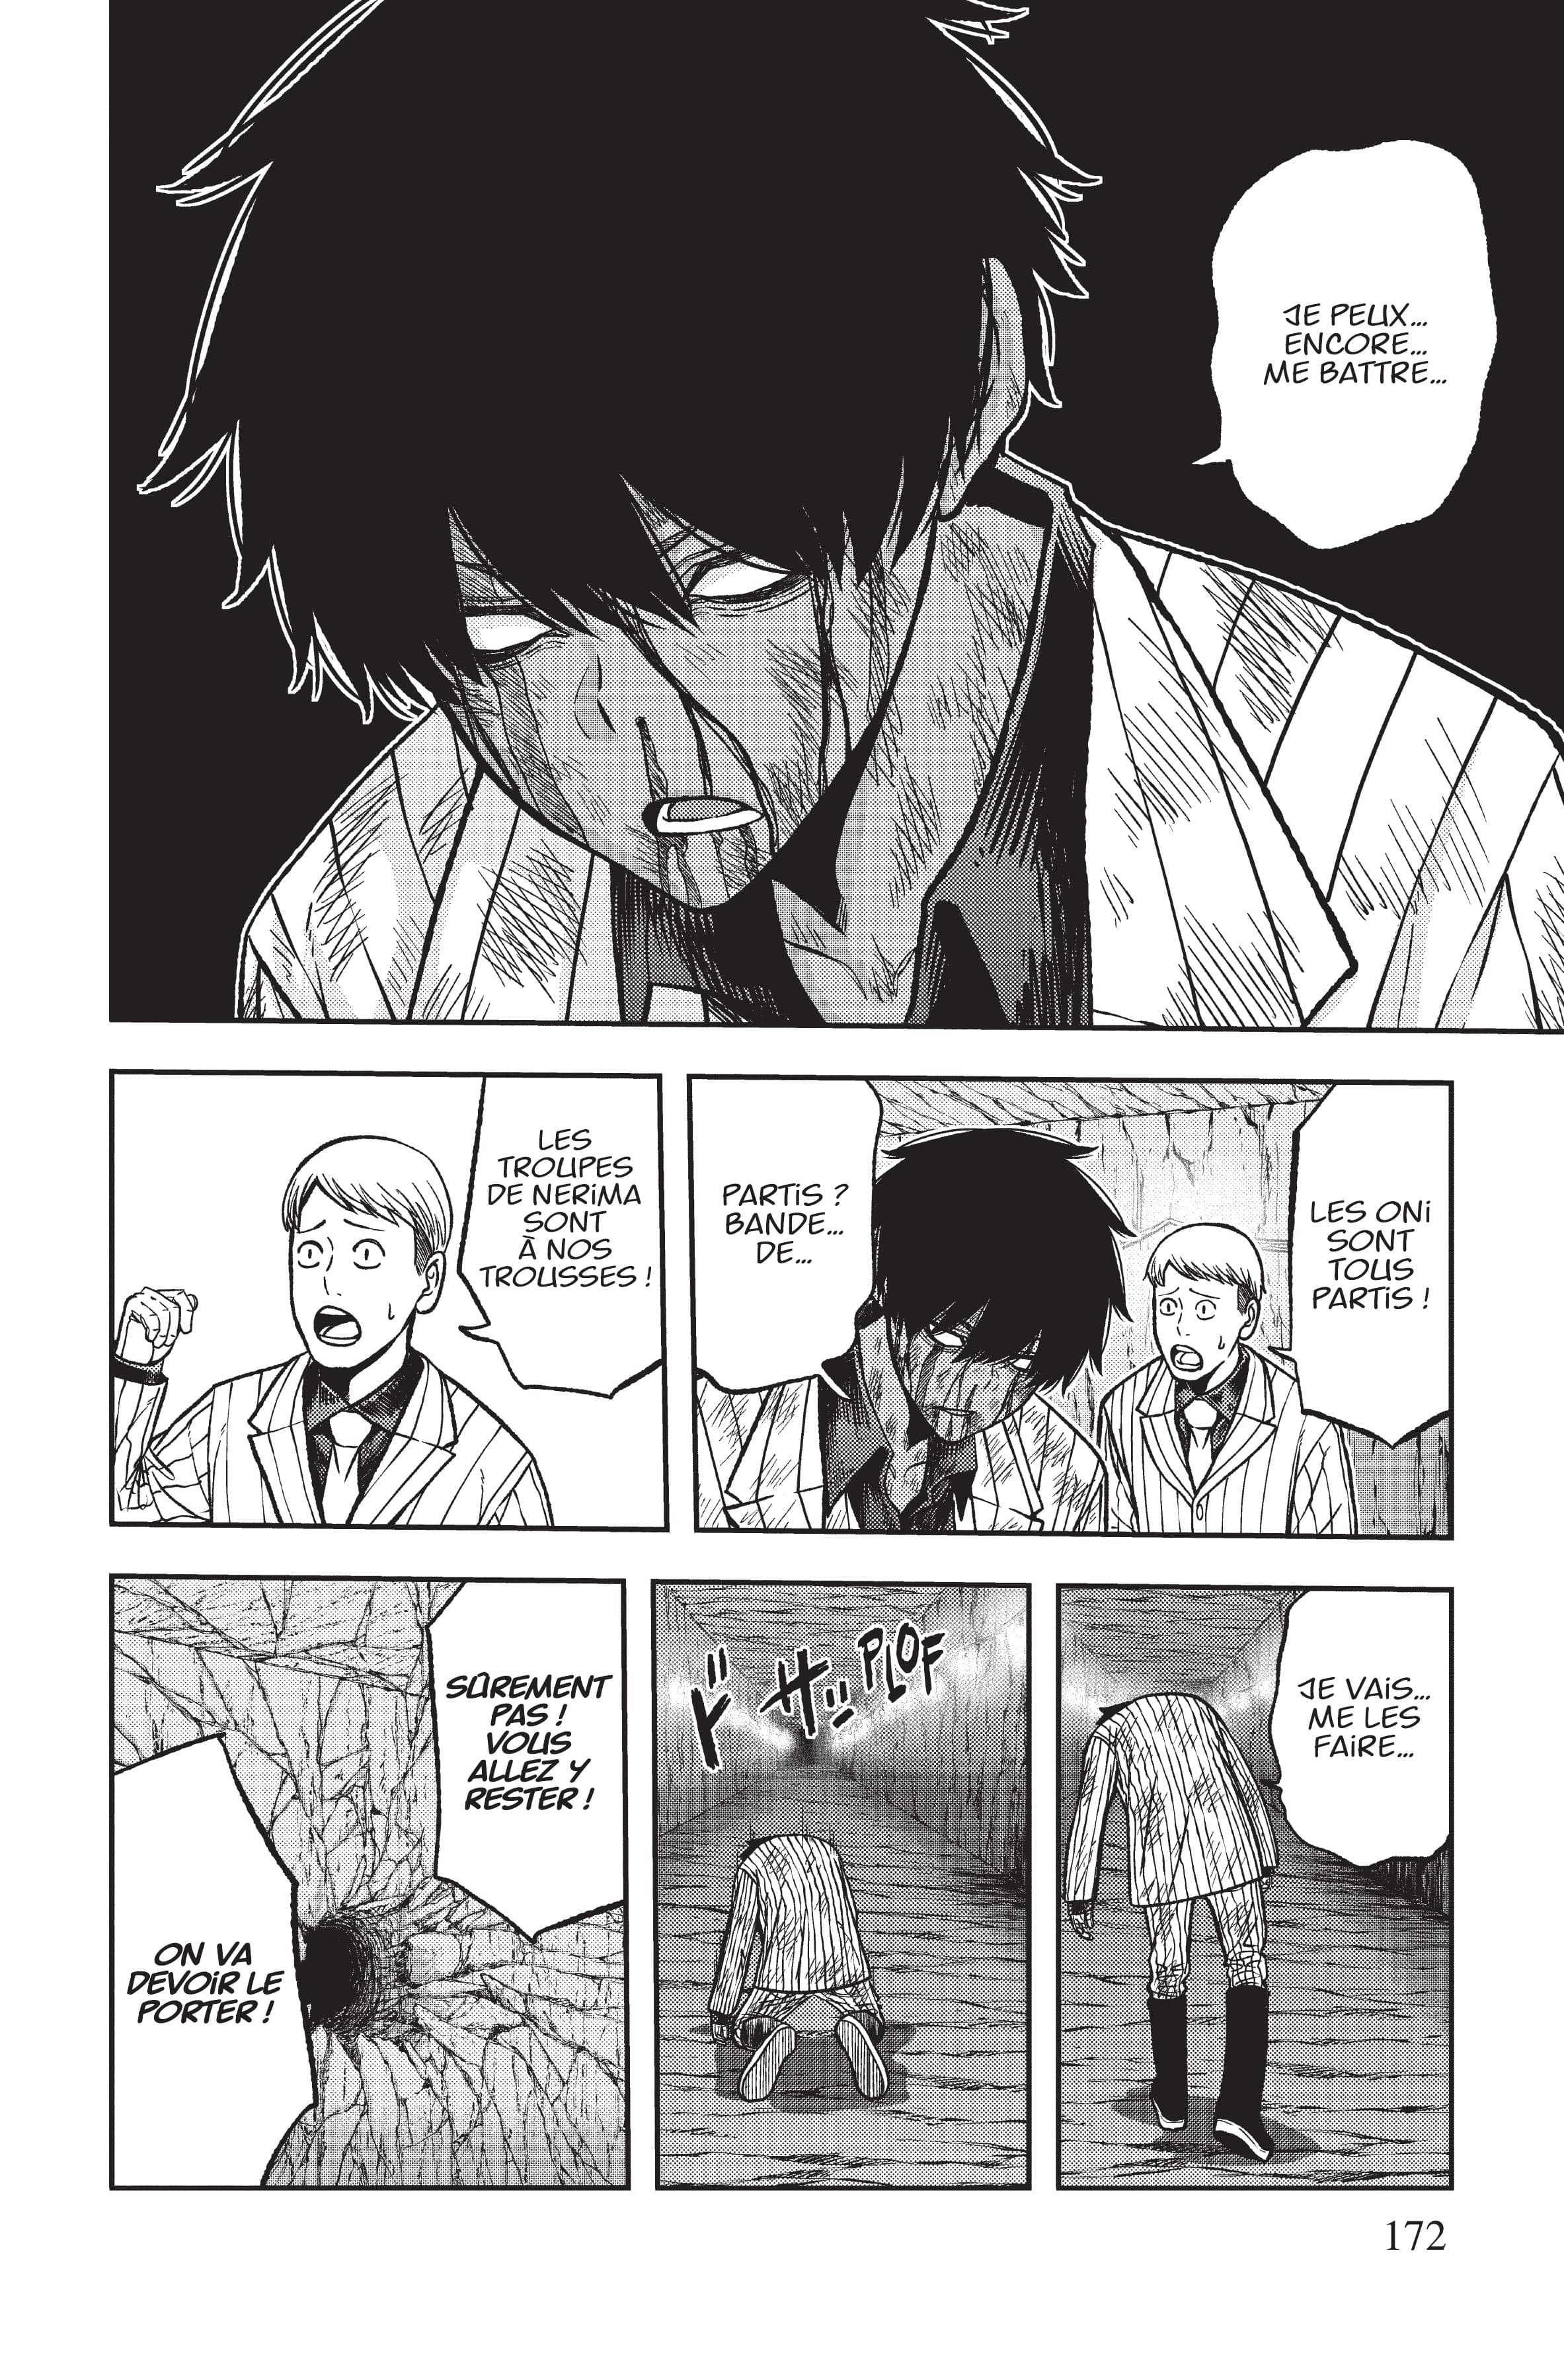 JE PEUX...
ENCORE...
ME BATTRE...
LES ONI
SONT
TOUS
PARTIS !
PARTIS ?
BANDE...
DE...
LES
TROUPES
DE NERIMA
SONT
À NOS
TROUSSES !
JE VAIS...
ME LES
FAIRE...
ドサッ
PLOF
SÛREMENT
PAS !
VOUS
ALLEZ Y
RESTER !
ON VA
DEVOIR LE
PORTER !
172